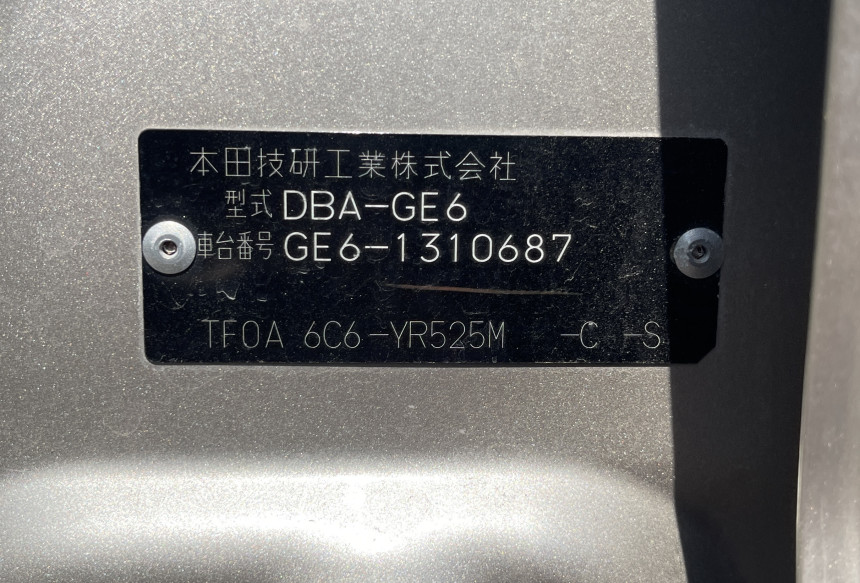 本田技研工業株式会社
型式 DBA-GE6
車台番号 GE6-1310687
TF0A 6C6-YR525M -C -S